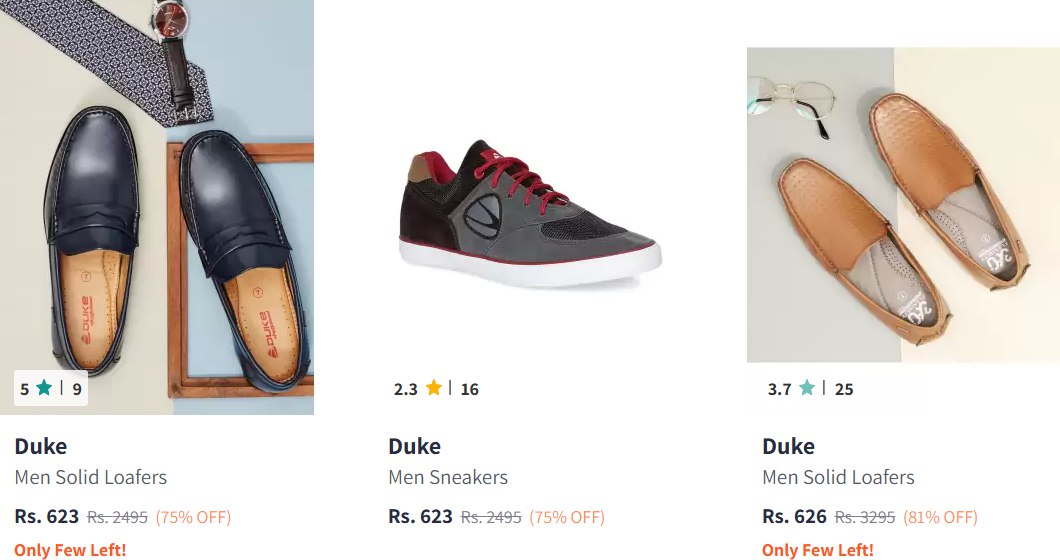 DUKE
DUKE
5 ★ | 9
2.3 ★ | 16
3.7 ★ | 25
Duke
Men Solid Loafers
Rs. 623 Rs. 2495 (75% OFF)
Only Few Left!
Duke
Men Sneakers
Rs. 623 Rs. 2495 (75% OFF)
Duke
Men Solid Loafers
Rs. 626 Rs. 3295 (81% OFF)
Only Few Left!